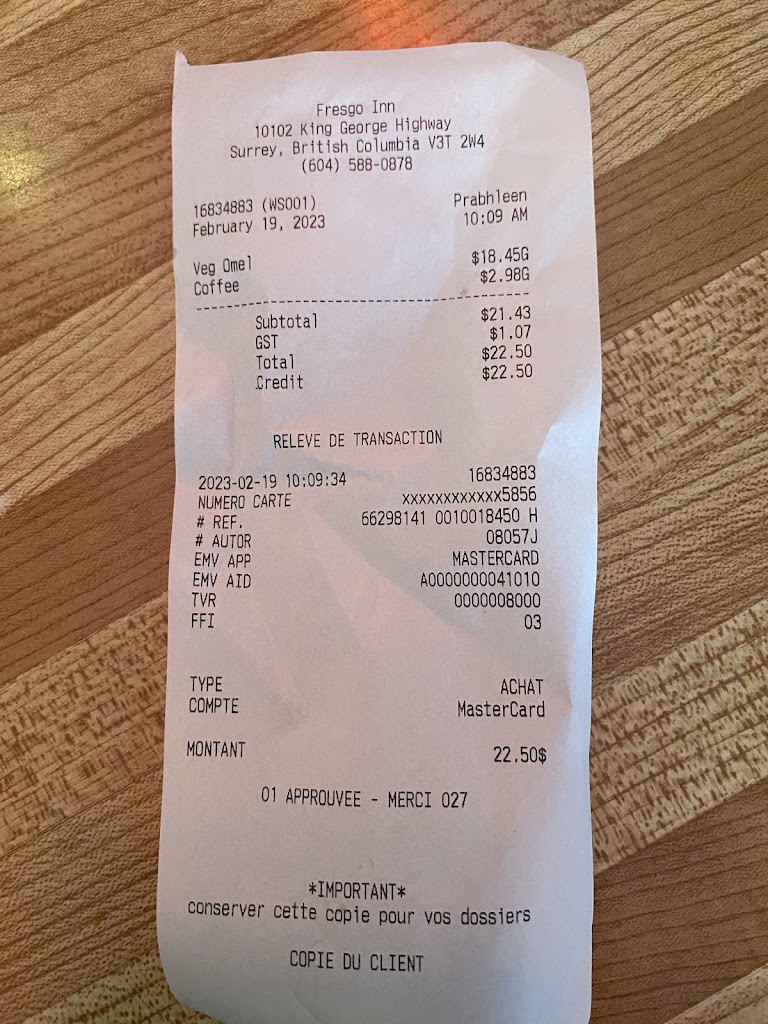 Fresgo Inn
10102 King George Highway
Surrey, British Columbia V3T 2W4
(604) 588-0878
16834883 (WS001) Prabhleen
February 19, 2023 10:09 AM
Veg Omel $18.45G
Coffee $2.98G
Subtotal $21.43
GST $1.07
Total $22.50
Credit $22.50
RELEVE DE TRANSACTION
2023-02-19 10:09:34 16834883
NUMERO CARTE XXXXXXXXXXXX5856
# REF. 66298141 0010018450 H
# AUTOR 08057J
EMV APP MASTERCARD
EMV AID A0000000041010
TVR 0000008000
FFI 03
TYPE ACHAT
COMPTE MasterCard
MONTANT 22.50$
01 APPROUVEE - MERCI 027
*IMPORTANT*
conserver cette copie pour vos dossiers
COPIE DU CLIENT